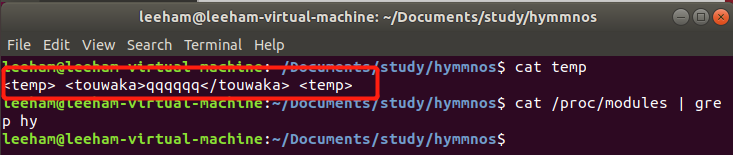 leeham@leeham-virtual-machine: ~/Documents/study/hymmnos
File Edit View Search Terminal Help
leeham@leeham-virtual-machine:~/Documents/study/hymmnos$ cat temp
<temp> <touwaka>qqqqqq</touwaka> <temp>
leeham@leeham-virtual-machine:~/Documents/study/hymmnos$ cat /proc/modules | gre
p hy
leeham@leeham-virtual-machine:~/Documents/study/hymmnos$